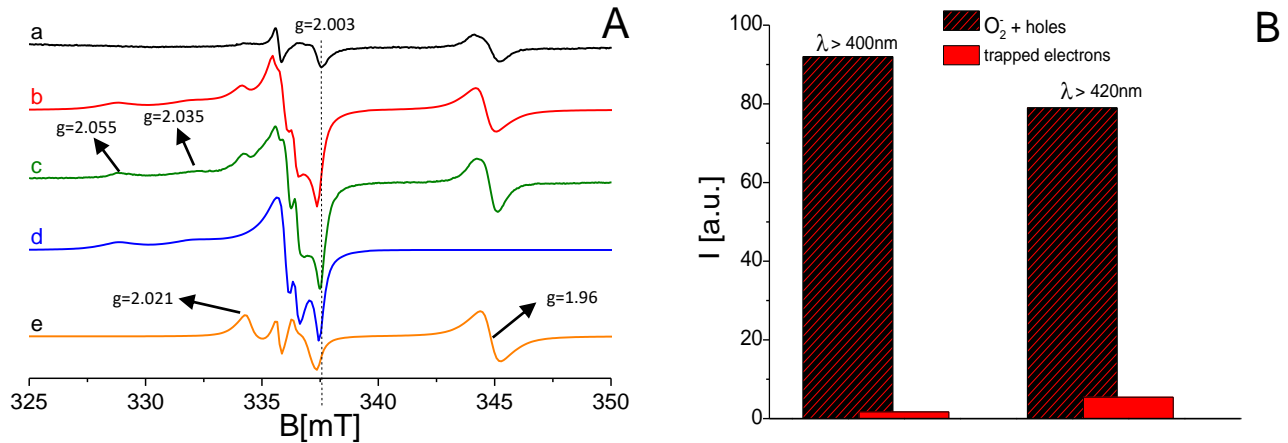 A
g=2.003
a
b
g=2.055
g=2.035
c
d
g=2.021
g=1.96
e
325 330 335 340 345 350
B[mT]
B
O₂⁻ + holes
trapped electrons
λ > 400nm
λ > 420nm
100
80
60
40
20
0
I [a.u.]